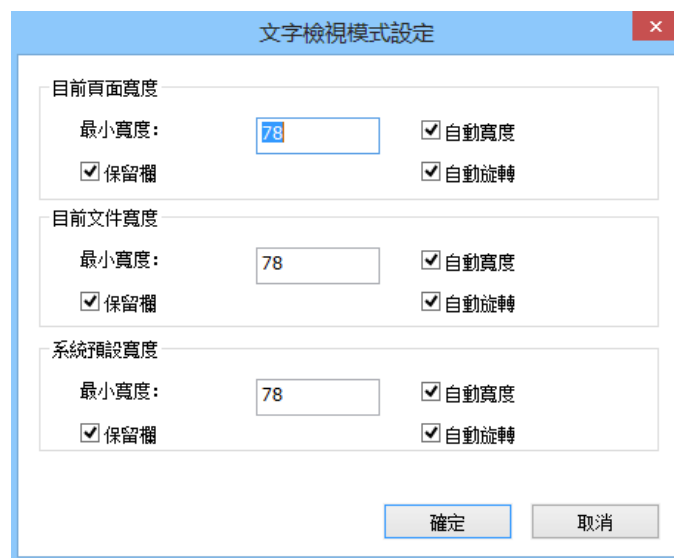 文字檢視模式設定
目前頁面寬度
最小寬度： 78 自動寬度
保留欄 自動旋轉
目前文件寬度
最小寬度： 78 自動寬度
保留欄 自動旋轉
系統預設寬度
最小寬度： 78 自動寬度
保留欄 自動旋轉
確定 取消